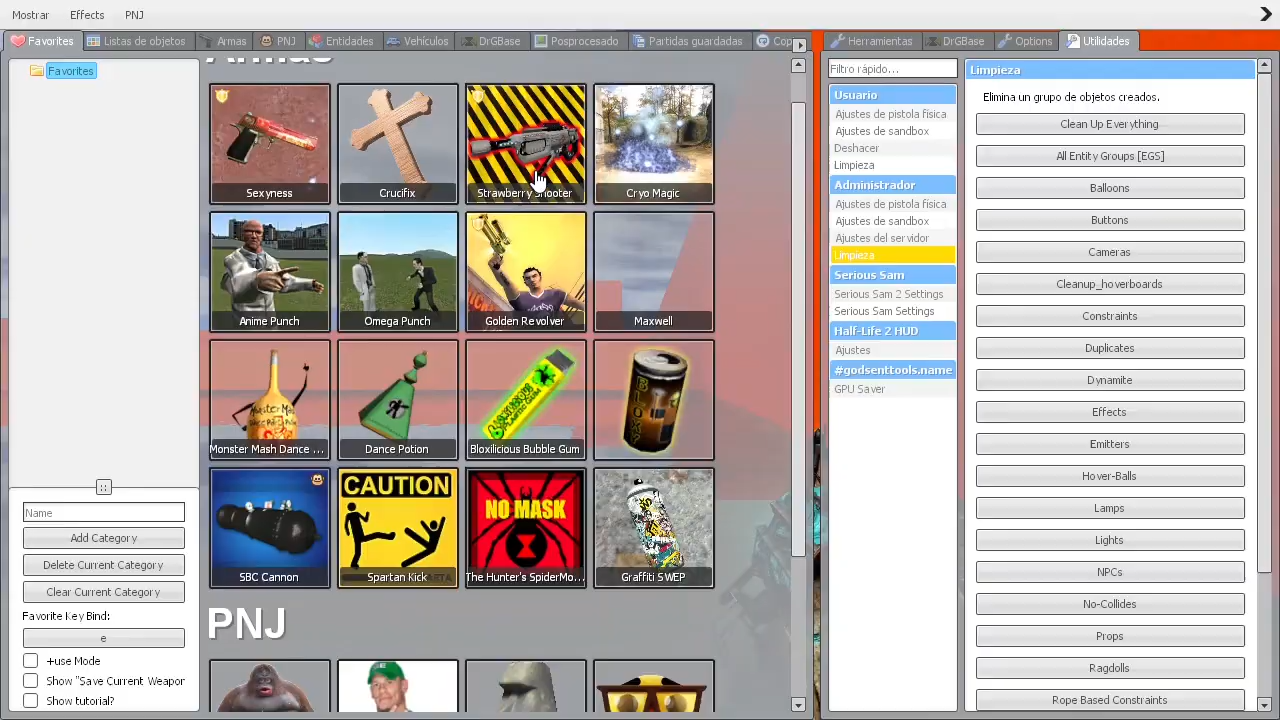 Mostrar Effects PNJ
Favorites Listas de objetos Armas PNJ Entidades Vehículos DrGBase Posprocesado Partidas guardadas Cop
Herramientas DrGBase Options Utilidades
Favorites
Name
Add Category
Delete Current Category
Clear Current Category
Favorite Key Bind:
e
+use Mode
Show "Save Current Weapor
Show tutorial?
Armas
Sexyness Crucifix Strawberry Shooter Cryo Magic
Anime Punch Omega Punch Golden Revolver Maxwell
Monster Mash Dance ... Dance Potion Bloxilicious Bubble Gum
CAUTION
NO MASK
SBC Cannon Spartan Kick The Hunter's SpiderMo... Graffiti SWEP
PNJ
Filtro rápido...
Usuario
Ajustes de pistola física
Ajustes de sandbox
Deshacer
Limpieza
Administrador
Ajustes de pistola física
Ajustes de sandbox
Ajustes del servidor
Limpieza
Serious Sam
Serious Sam 2 Settings
Serious Sam Settings
Half-Life 2 HUD
Ajustes
#godsenttools.name
GPU Saver
Limpieza
Elimina un grupo de objetos creados.
Clean Up Everything
All Entity Groups [EGS]
Balloons
Buttons
Cameras
Cleanup_hoverboards
Constraints
Duplicates
Dynamite
Effects
Emitters
Hover-Balls
Lamps
Lights
NPCs
No-Collides
Props
Ragdolls
Rope Based Constraints